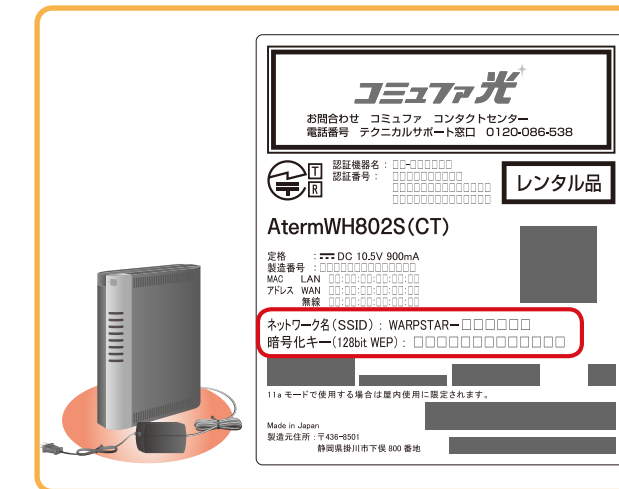 コミュファ光
お問合わせ コミュファ コンタクトセンター
電話番号 テクニカルサポート窓口 0120-086-538
T
R
認証機器名：□□-□□□□□□
認証番号：□□□□□□□□□□
□□□□□□□□□□□□□□
□□□□□□□□□□□□□□
レンタル品
AtermWH802S(CT)
定格 : DC 10.5V 900mA
製造番号 : □□□□□□□□□□□□□□
MAC LAN □□:□□:□□:□□:□□:□□
アドレス WAN □□:□□:□□:□□:□□:□□
無線 □□:□□:□□:□□:□□:□□
ネットワーク名(SSID) : WARPSTAR-□□□□□□
暗号化キー(128bit WEP) : □□□□□□□□□□□□□
11a モードで使用する場合は屋内使用に限定されます。
Made in Japan
製造元住所：〒436-8501
静岡県掛川市下俣 800 番地